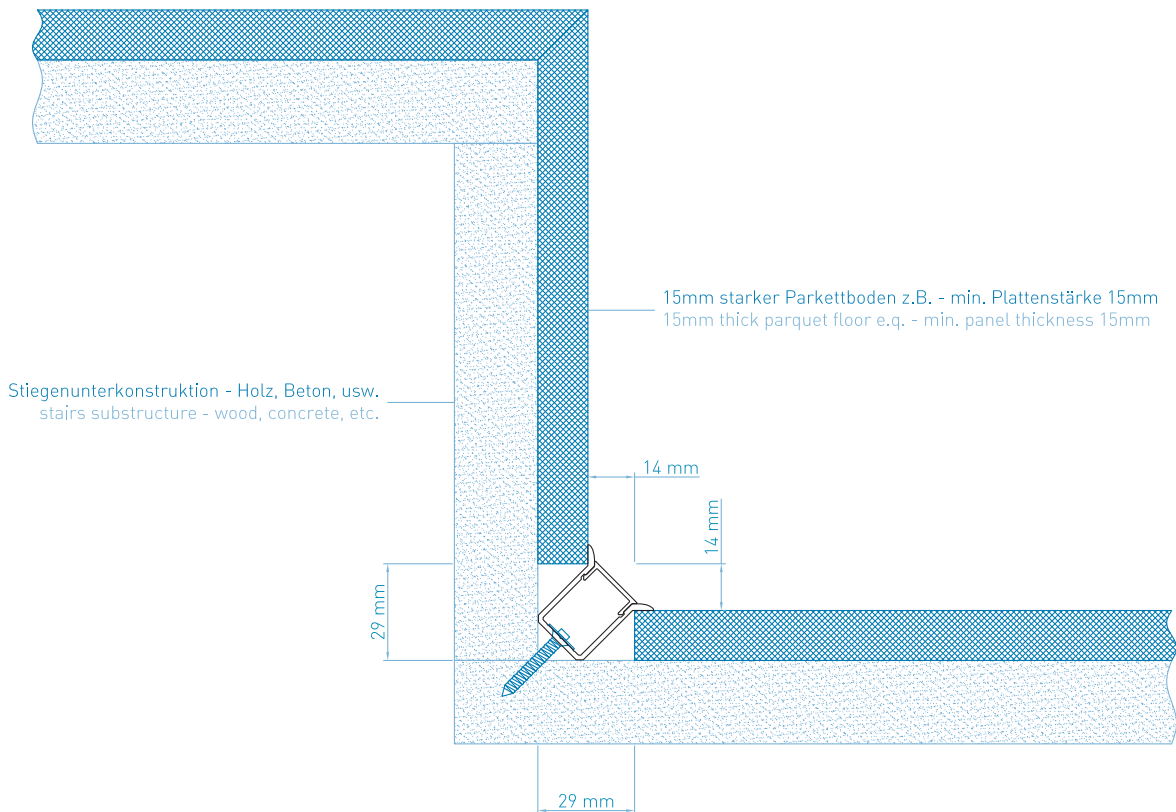 15mm starker Parkettboden z.B. - min. Plattenstärke 15mm
15mm thick parquet floor e.q. - min. panel thickness 15mm
Stiegenunterkonstruktion - Holz, Beton, usw.
stairs substructure - wood, concrete, etc.
14 mm
14 mm
29 mm
29 mm